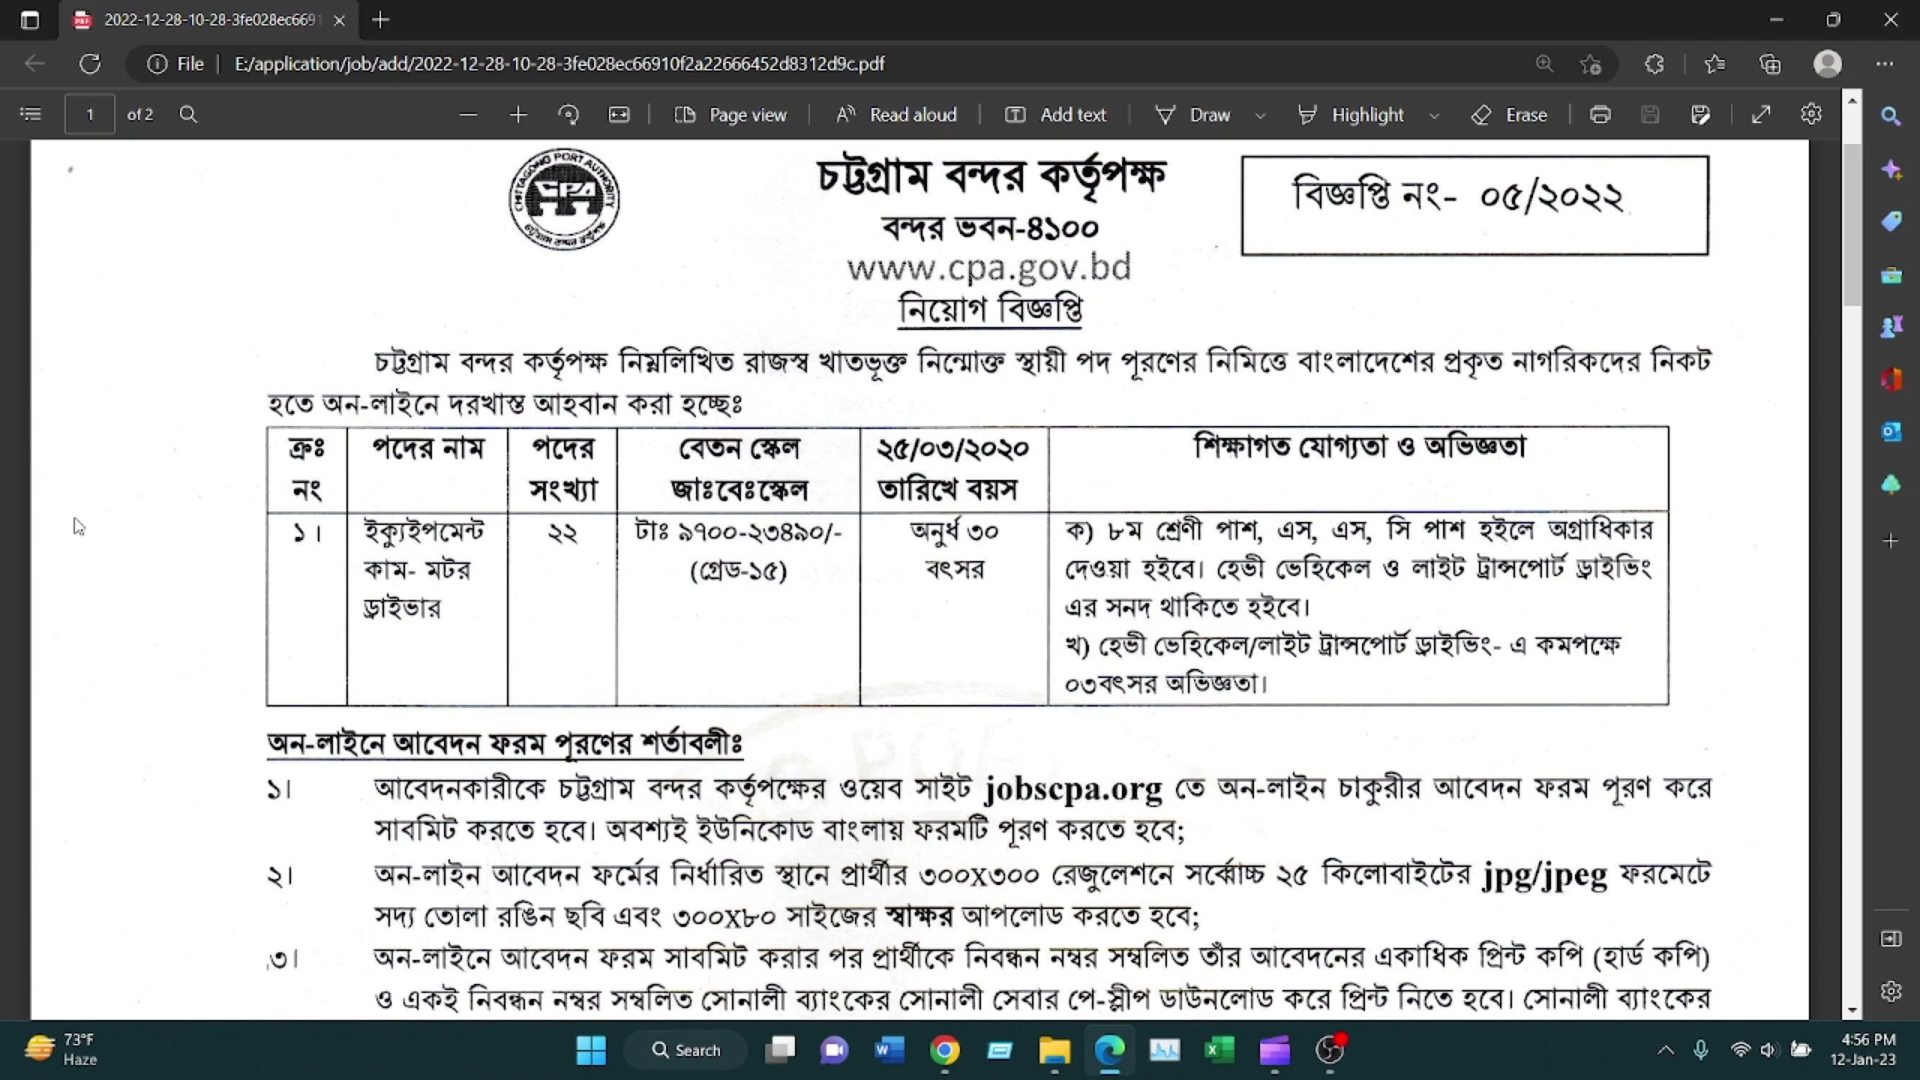 2022-12-28-10-28-3fe028ec6691
File
E:/application/job/add/2022-12-28-10-28-3fe028ec66910f2a22666452d8312d9c.pdf
1 of 2
Page view
Read aloud
Add text
Draw
Highlight
Erase
CHITTAGONG PORT AUTHORITY
CPA
চট্টগ্রাম বন্দর কর্তৃপক্ষ
চট্টগ্রাম বন্দর কর্তৃপক্ষ
বন্দর ভবন-৪১০০
www.cpa.gov.bd
নিয়োগ বিজ্ঞপ্তি
বিজ্ঞপ্তি নং- ০৫/২০২২
চট্টগ্রাম বন্দর কর্তৃপক্ষ নিম্নলিখিত রাজস্ব খাতভূক্ত নিন্মোক্ত স্থায়ী পদ পূরণের নিমিত্তে বাংলাদেশের প্রকৃত নাগরিকদের নিকট
হতে অন-লাইনে দরখাস্ত আহবান করা হচ্ছেঃ
ক্রঃ নং
পদের নাম
পদের সংখ্যা
বেতন স্কেল জাঃবেঃস্কেল
২৫/০৩/২০২০ তারিখে বয়স
শিক্ষাগত যোগ্যতা ও অভিজ্ঞতা
১।
ইক্যুইপমেন্ট
কাম- মটর
ড্রাইভার
২২
টাঃ ৯৭০০-২৩৪৯০/-
(গ্রেড-১৫)
অনুর্ধ ৩০
বৎসর
ক) ৮ম শ্রেণী পাশ, এস, এস, সি পাশ হইলে অগ্রাধিকার
দেওয়া হইবে। হেভী ভেহিকেল ও লাইট ট্রান্সপোর্ট ড্রাইভিং
এর সনদ থাকিতে হইবে।
খ) হেভী ভেহিকেল/লাইট ট্রান্সপোর্ট ড্রাইভিং- এ কমপক্ষে
০৩বৎসর অভিজ্ঞতা।
অন-লাইনে আবেদন ফরম পূরণের শর্তাবলীঃ
১। আবেদনকারীকে চট্টগ্রাম বন্দর কর্তৃপক্ষের ওয়েব সাইট jobscpa.org তে অন-লাইন চাকুরীর আবেদন ফরম পূরণ করে
সাবমিট করতে হবে। অবশ্যই ইউনিকোড বাংলায় ফরমটি পূরণ করতে হবে;
২। অন-লাইন আবেদন ফর্মের নির্ধারিত স্থানে প্রার্থীর ৩০০X৩০০ রেজুলেশনে সর্ব্বোচ্চ ২৫ কিলোবাইটের jpg/jpeg ফরমেটে
সদ্য তোলা রঙিন ছবি এবং ৩০০X৮০ সাইজের স্বাক্ষর আপলোড করতে হবে;
৩। অন-লাইনে আবেদন ফরম সাবমিট করার পর প্রার্থীকে নিবন্ধন নম্বর সম্বলিত তাঁর আবেদনের একাধিক প্রিন্ট কপি (হার্ড কপি)
ও একই নিবন্ধন নম্বর সম্বলিত সোনালী ব্যাংকের সোনালী সেবার পে-স্লীপ ডাউনলোড করে প্রিন্ট নিতে হবে। সোনালী ব্যাংকের
73°F
Haze
Search
4:56 PM
12-Jan-23